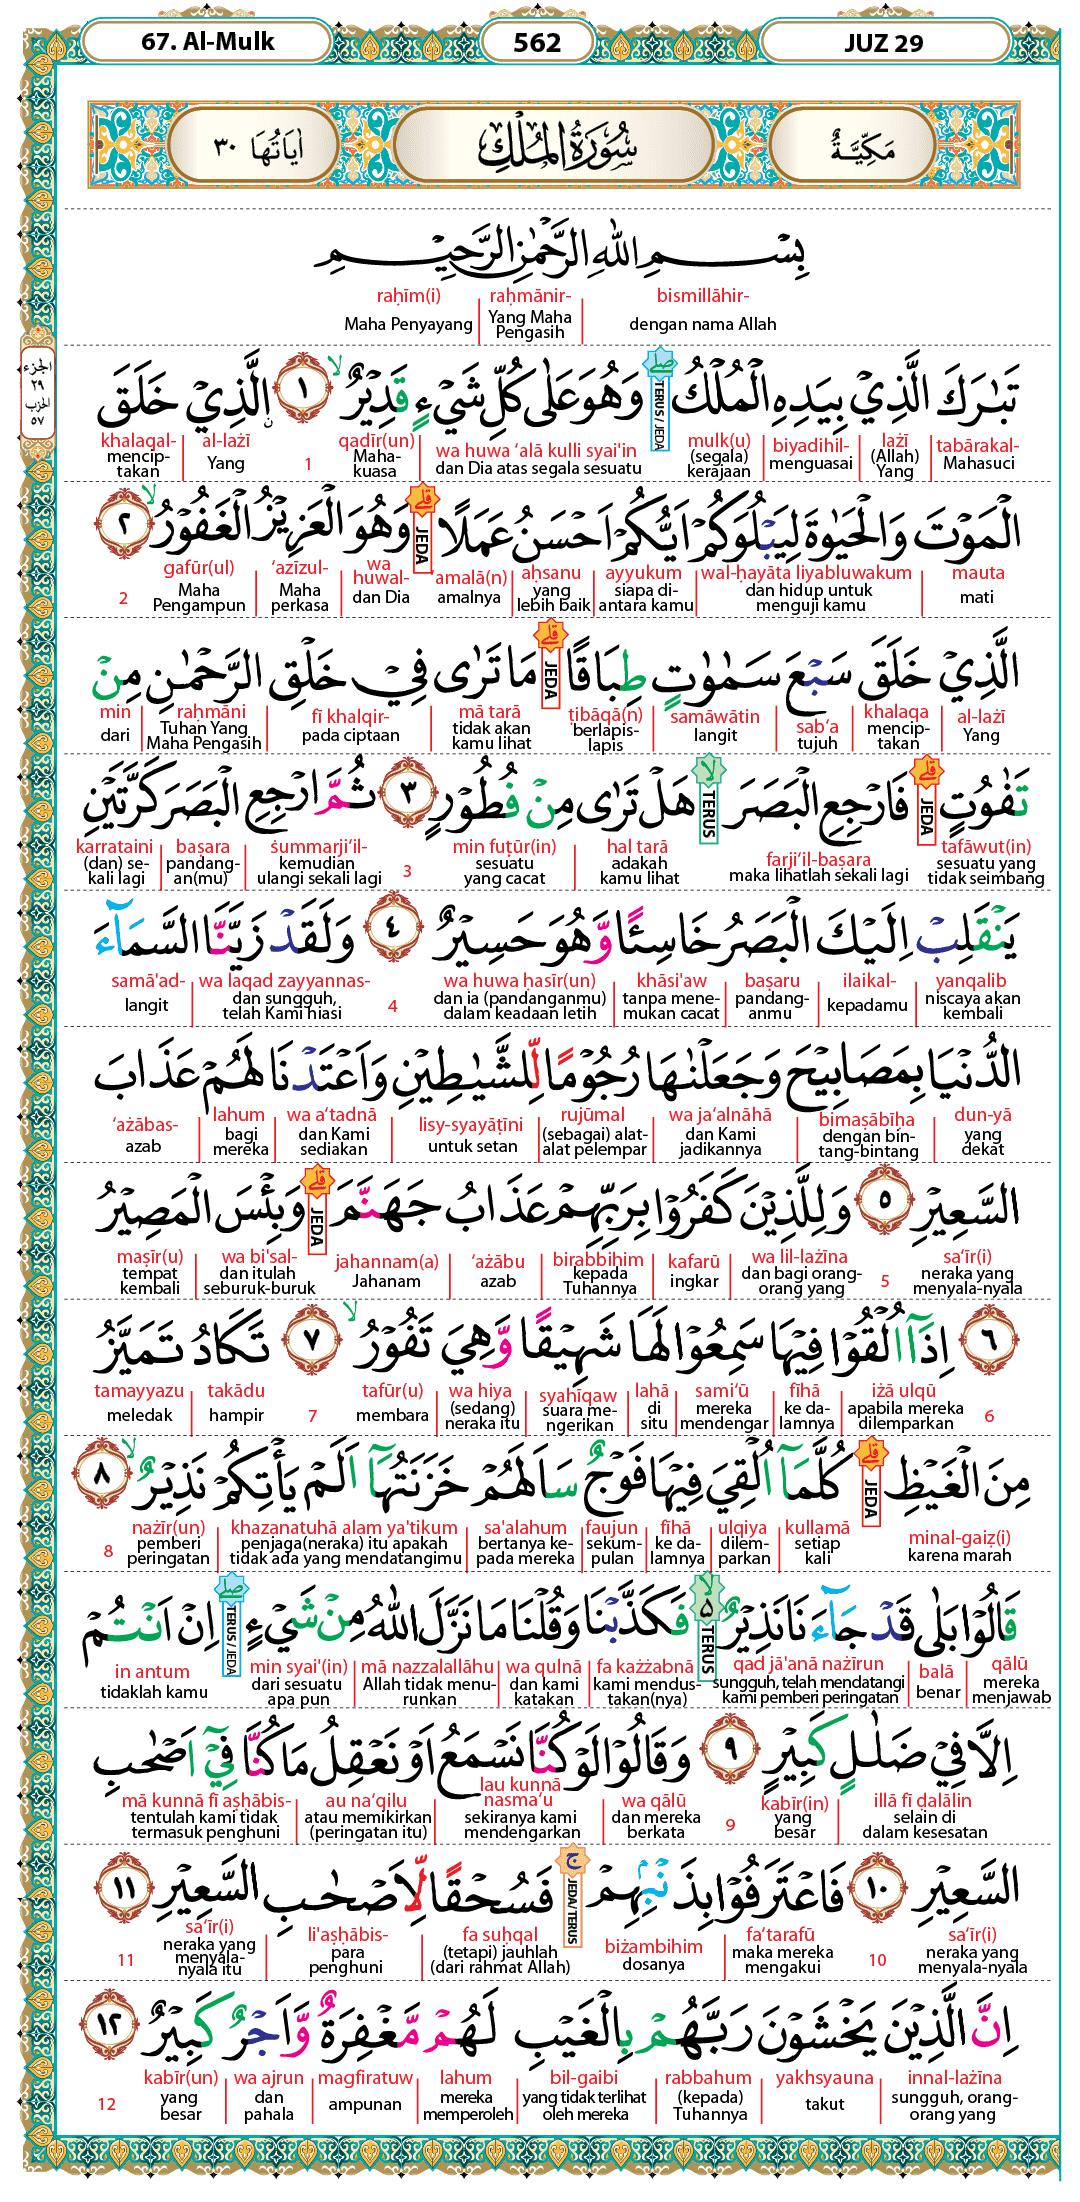 67. Al-Mulk 562 JUZ 29
مَكِّيَّةٌ سُوْرَةُ الْمُلْكِ اٰيَاتُهَا ٣٠
الجزء
٢٩
الحزب
٥٧
بِسْمِ اللّٰهِ الرَّحْمٰنِ الرَّحِيْمِ
bismillāhir- raḥmānir- raḥīm(i)
dengan nama Allah Yang Maha Pengasih Maha Penyayang
تَبٰرَكَ الَّذِيْ بِيَدِهِ الْمُلْكُ ۖ وَهُوَ عَلٰى كُلِّ شَيْءٍ قَدِيْرٌ ۙ ١ ࣙالَّذِيْ خَلَقَ
TERUS / JEDA
tabārakal- lażī biyadihil- mulk(u) wa huwa ‘alā kulli syai'in qadīr(un) 1 al-lażī khalaqal-
Mahasuci (Allah) Yang menguasai (segala) kerajaan dan Dia atas segala sesuatu Maha-kuasa Yang mencip-takan
الْمَوْتَ وَالْحَيٰوةَ لِيَبْلُوَكُمْ اَيُّكُمْ اَحْسَنُ عَمَلًا ۗ وَهُوَ الْعَزِيْزُ الْغَفُوْرُ ۙ ٢
JEDA
mauta wal-ḥayāta liyabluwakum ayyukum aḥsanu ‘amalā(n) wa huwal- ‘azīzul- gafūr(ul) 2
mati dan hidup untuk menguji kamu siapa di-antara kamu yang lebih baik amalnya dan Dia Maha perkasa Maha Pengampun
الَّذِيْ خَلَقَ سَبْعَ سَمٰوٰتٍ طِبَاقًا ۗ مَا تَرٰى فِيْ خَلْقِ الرَّحْمٰنِ مِنْ
JEDA
al-lażī khalaqa sab‘a samāwātin ṭibāqā(n) mā tarā fī khalqir- raḥmāni min
Yang mencip-takan tujuh langit berlapis-lapis tidak akan kamu lihat pada ciptaan Tuhan Yang Maha Pengasih dari
تَفٰوُتٍ ۗ فَارْجِعِ الْبَصَرَ ۙ هَلْ تَرٰى مِنْ فُطُوْرٍ ٣ ثُمَّ ارْجِعِ الْبَصَرَ كَرَّتَيْنِ
JEDA TERUS
tafāwut(in) farji‘il-baṣara hal tarā min fuṭūr(in) 3 ṡummarji‘il- baṣara karrataini
sesuatu yang tidak seimbang maka lihatlah sekali lagi adakah kamu lihat sesuatu yang cacat kemudian ulangi sekali lagi pandang-an(mu) (dan) se-kali lagi
يَنْقَلِبْ اِلَيْكَ الْبَصَرُ خَاسِئًا وَّهُوَ حَسِيْرٌ ٤ وَلَقَدْ زَيَّنَّا السَّمَاۤءَ
yanqalib ilaikal- baṣaru khāsi'aw wa huwa ḥasīr(un) 4 wa laqad zayyannas- samā'ad-
niscaya akan kembali kepadamu pandang-anmu tanpa mene-mukan cacat dan ia (pandanganmu) dalam keadaan letih dan sungguh, telah Kami hiasi langit
الدُّنْيَا بِمَصَابِيْحَ وَجَعَلْنٰهَا رُجُوْمًا لِّلشَّيٰطِيْنِ وَاَعْتَدْنَا لَهُمْ عَذَابَ
dun-yā bimaṣābīḥa wa ja‘alnāhā rujūmal lisy-syayāṭīni wa a‘tadnā lahum ‘ażābas-
yang dekat dengan bin-tang-bintang dan Kami jadikannya (sebagai) alat-alat pelempar untuk setan dan Kami sediakan bagi mereka azab
السَّعِيْرِ ٥ وَلِلَّذِيْنَ كَفَرُوْا بِرَبِّهِمْ عَذَابُ جَهَنَّمَ ۗ وَبِئْسَ الْمَصِيْرُ
JEDA
sa‘īr(i) 5 wa lil-lażīna kafarū birabbihim ‘ażābu jahannam(a) wa bi'sal- maṣīr(u)
neraka yang menyala-nyala dan bagi orang-orang yang ingkar kepada Tuhannya azab Jahanam dan itulah seburuk-buruk tempat kembali
٦ اِذَآ اُلْقُوْا فِيْهَا سَمِعُوْا لَهَا شَهِيْقًا وَّهِيَ تَفُوْرُ ۙ ٧ تَكَادُ تَمَيَّزُ
6 iżā ulqū fīhā sami‘ū lahā syahīqaw wa hiya tafūr(u) 7 takādu tamayyazu
apabila mereka dilemparkan ke da-lamnya mereka mendengar di situ suara me-ngerikan (sedang) neraka itu membara hampir meledak
مِنَ الْغَيْظِ ۗ كُلَّمَآ اُلْقِيَ فِيْهَا فَوْجٌ سَاَلَهُمْ خَزَنَتُهَآ اَلَمْ يَأْتِكُمْ نَذِيْرٌ ۙ ٨
JEDA
minal-gaiẓ(i) kullamā ulqiya fīhā faujun sa'alahum khazanatuhā alam ya'tikum nażīr(un) 8
karena marah setiap kali dilem-parkan ke da-lamnya sekum-pulan bertanya ke-pada mereka penjaga(neraka) itu apakah tidak ada yang mendatangimu pemberi peringatan
قَالُوْا بَلٰى قَدْ جَاۤءَنَا نَذِيْرٌ ۙ۵ فَكَذَّبْنَا وَقُلْنَا مَا نَزَّلَ اللّٰهُ مِنْ شَيْءٍ ۖ اِنْ اَنْتُمْ
TERUS TERUS / JEDA
qālū balā qad jā'anā nażīrun fa każżabnā wa qulnā mā nazzalallāhu min syai'(in) in antum
mereka menjawab benar sungguh, telah mendatangi kami pemberi peringatan kami mendus-takan(nya) dan kami katakan Allah tidak menu-runkan dari sesuatu apa pun tidaklah kamu
اِلَّا فِيْ ضَلٰلٍ كَبِيْرٍ ٩ وَقَالُوْا لَوْ كُنَّا نَسْمَعُ اَوْ نَعْقِلُ مَا كُنَّا فِيْٓ اَصْحٰبِ
illā fī ḍalālin kabīr(in) 9 wa qālū lau kunnā nasma‘u au na‘qilu mā kunnā fī aṣḥābis-
selain di dalam kesesatan yang besar dan mereka berkata sekiranya kami mendengarkan atau memikirkan (peringatan itu) tentulah kami tidak termasuk penghuni
السَّعِيْرِ ١٠ فَاعْتَرَفُوْا بِذَنْۢبِهِمْ ۚ فَسُحْقًا لِّاَصْحٰبِ السَّعِيْرِ ١١
JEDA/ TERUS
sa‘īr(i) 10 fa‘tarafū biżambihim fa suḥqal li'aṣḥābis- sa‘īr(i) 11
neraka yang menyala-nyala maka mereka mengakui dosanya (tetapi) jauhlah (dari rahmat Allah) para penghuni neraka yang menyala-nyala itu
اِنَّ الَّذِيْنَ يَخْشَوْنَ رَبَّهُمْ بِالْغَيْبِ لَهُمْ مَّغْفِرَةٌ وَّاَجْرٌ كَبِيْرٌ ١٢
innal-lażīna yakhsyauna rabbahum bil-gaibi lahum magfiratuw wa ajrun kabīr(un) 12
sungguh, orang-orang yang takut (kepada) Tuhannya yang tidak terlihat oleh mereka mereka memperoleh ampunan dan pahala yang besar